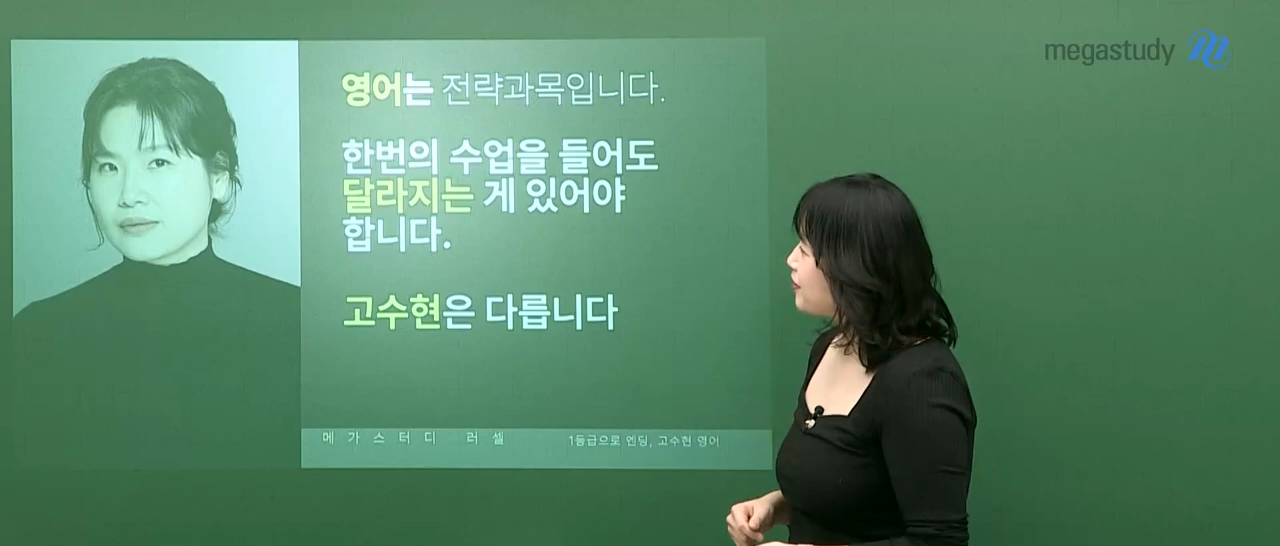 megastudy
영어는 전략과목입니다.
한번의 수업을 들어도
달라지는 게 있어야
합니다.
고수현은 다릅니다
메가스터디 러셀
1등급으로 엔딩, 고수현 영어